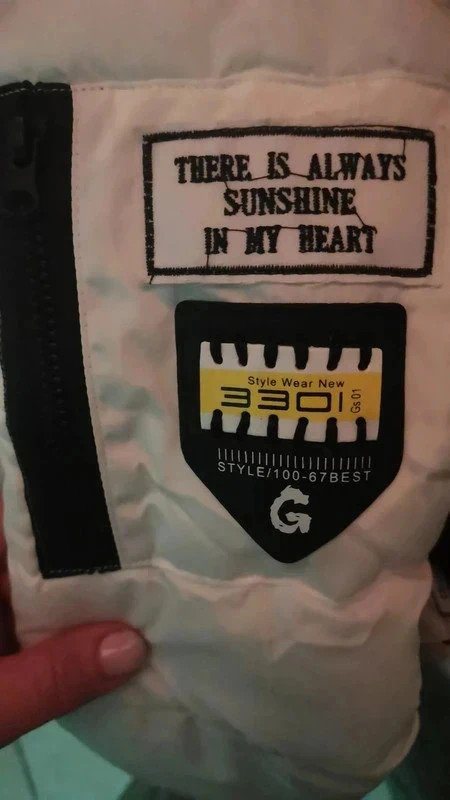 THERE IS ALWAYS
SUNSHINE
IN MY HEART
Style Wear New
3301
Gs 01
STYLE/100-67BEST
G